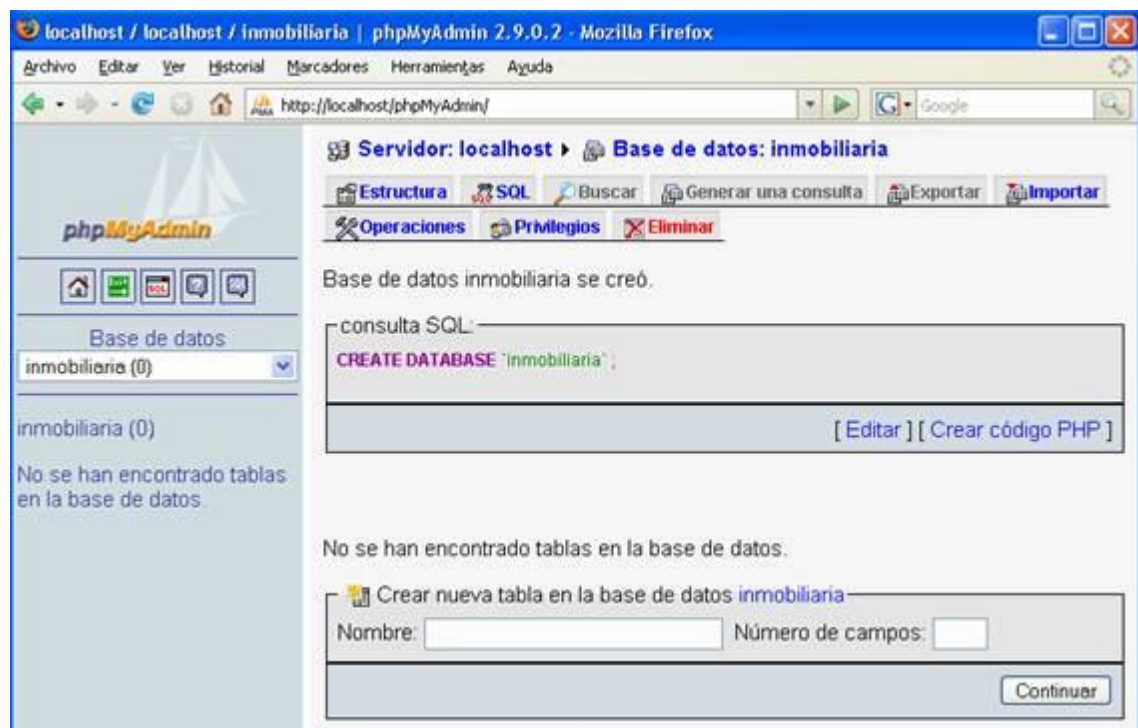 localhost / localhost / inmobiliaria | phpMyAdmin 2.9.0.2 - Mozilla Firefox
Archivo Editar Ver Historial Marcadores Herramientas Ayuda
http://localhost/phpMyAdmin/
Google
phpMyAdmin
SQL
Base de datos
inmobiliaria (0)
inmobiliaria (0)
No se han encontrado tablas
en la base de datos.
Servidor: localhost Base de datos: inmobiliaria
Estructura SQL Buscar Generar una consulta Exportar Importar
Operaciones Privilegios Eliminar
Base de datos inmobiliaria se creó.
consulta SQL:
CREATE DATABASE `inmobiliaria` ;
[ Editar ] [ Crear código PHP ]
No se han encontrado tablas en la base de datos.
Crear nueva tabla en la base de datos inmobiliaria
Nombre: Número de campos:
Continuar